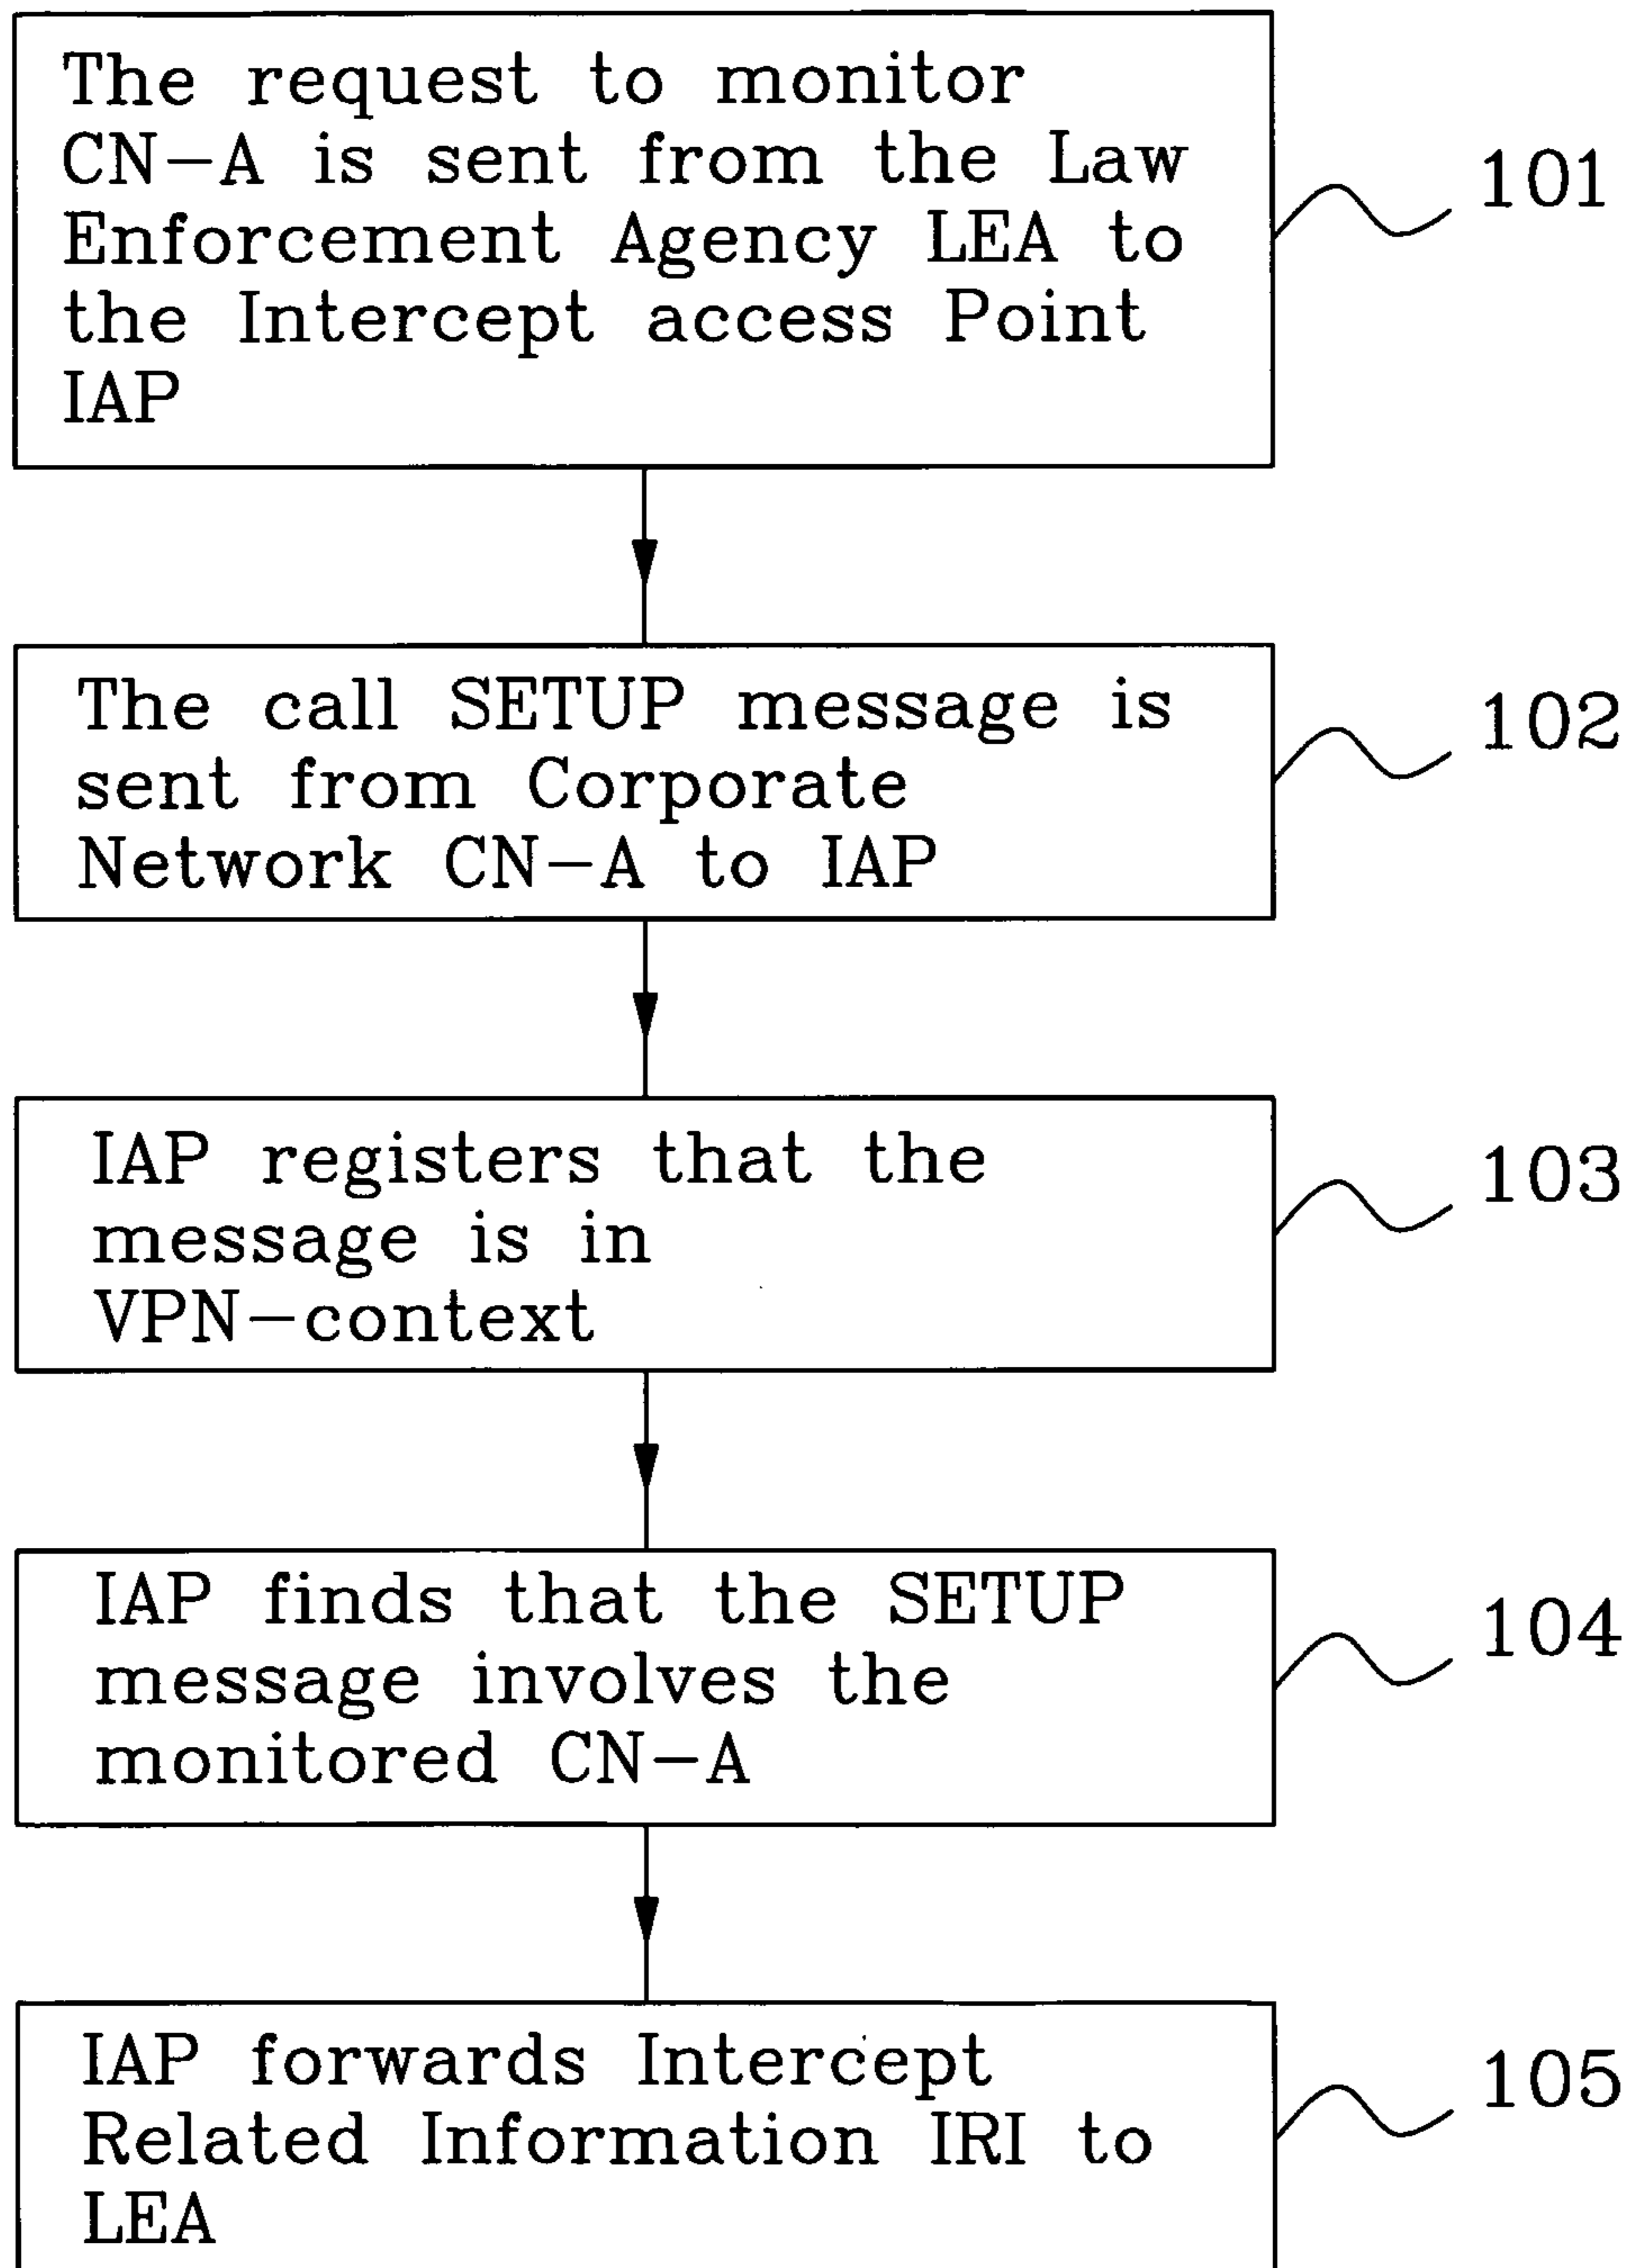 The request to monitor
CN-A is sent from the Law
Enforcement Agency LEA to
the Intercept access Point
IAP
101
The call SETUP message is
sent from Corporate
Network CN-A to IAP
102
IAP registers that the
message is in
VPN-context
103
IAP finds that the SETUP
message involves the
monitored CN-A
104
IAP forwards Intercept
Related Information IRI to
LEA
105